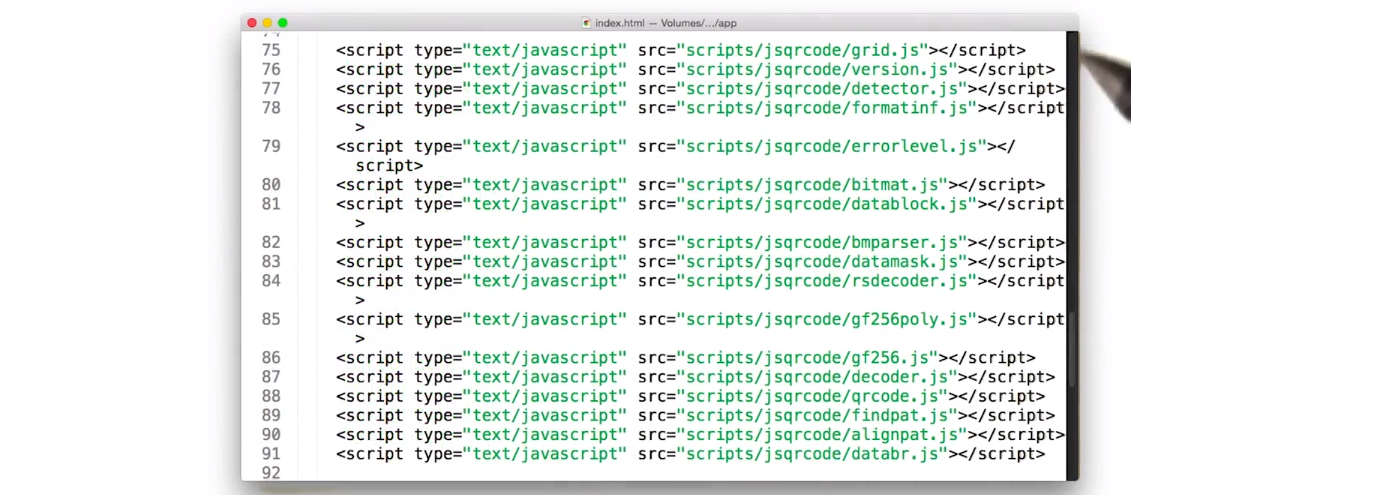 index.html — Volumes/.../app
75 <script type="text/javascript" src="scripts/jsqrcode/grid.js"></script>
76 <script type="text/javascript" src="scripts/jsqrcode/version.js"></script>
77 <script type="text/javascript" src="scripts/jsqrcode/detector.js"></script>
78 <script type="text/javascript" src="scripts/jsqrcode/formatinf.js"></script
>
79 <script type="text/javascript" src="scripts/jsqrcode/errorlevel.js"></
script>
80 <script type="text/javascript" src="scripts/jsqrcode/bitmat.js"></script>
81 <script type="text/javascript" src="scripts/jsqrcode/datablock.js"></script
>
82 <script type="text/javascript" src="scripts/jsqrcode/bmparser.js"></script>
83 <script type="text/javascript" src="scripts/jsqrcode/datamask.js"></script>
84 <script type="text/javascript" src="scripts/jsqrcode/rsdecoder.js"></script
>
85 <script type="text/javascript" src="scripts/jsqrcode/gf256poly.js"></script
>
86 <script type="text/javascript" src="scripts/jsqrcode/gf256.js"></script>
87 <script type="text/javascript" src="scripts/jsqrcode/decoder.js"></script>
88 <script type="text/javascript" src="scripts/jsqrcode/qrcode.js"></script>
89 <script type="text/javascript" src="scripts/jsqrcode/findpat.js"></script>
90 <script type="text/javascript" src="scripts/jsqrcode/alignpat.js"></script>
91 <script type="text/javascript" src="scripts/jsqrcode/databr.js"></script>
92